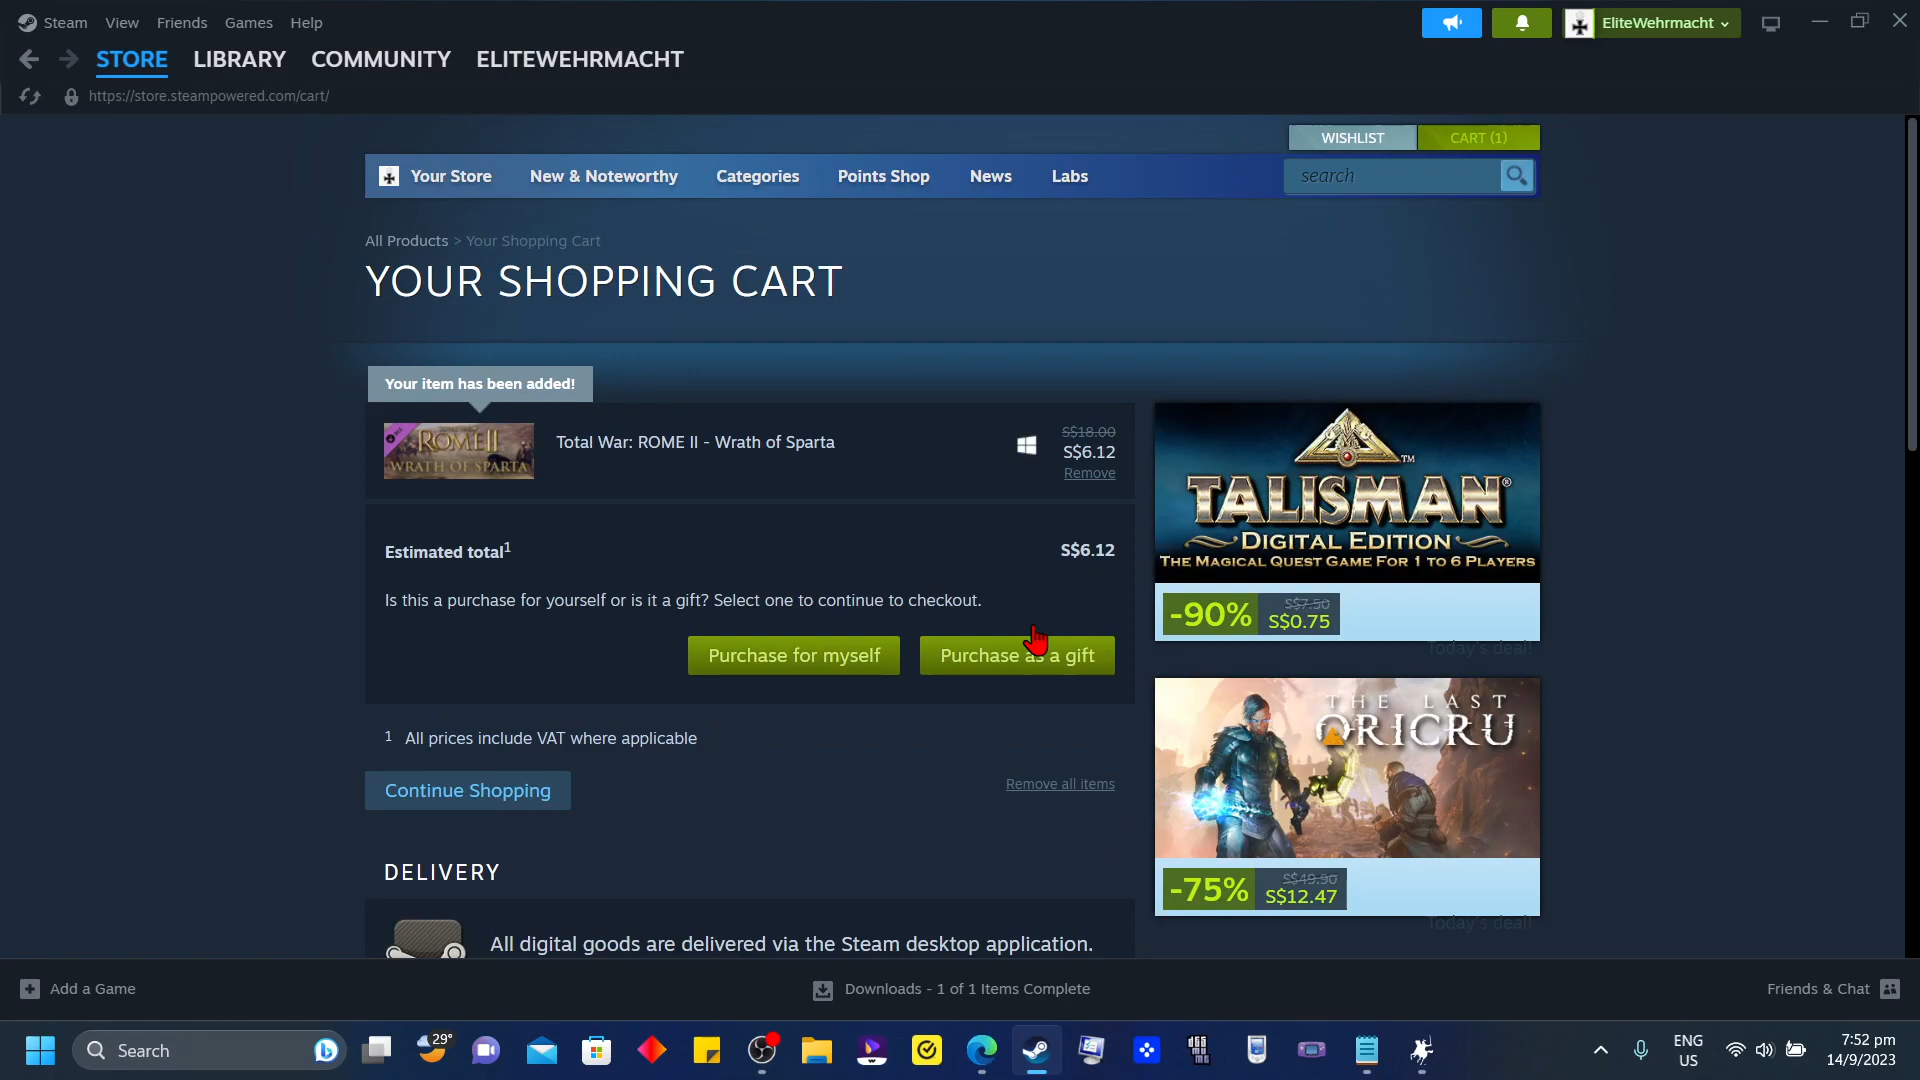 Steam View Friends Games Help
EliteWehrmacht
STORE LIBRARY COMMUNITY ELITEWEHRMACHT
https://store.steampowered.com/cart/
WISHLIST CART (1)
Your Store New & Noteworthy Categories Points Shop News Labs search
All Products > Your Shopping Cart
YOUR SHOPPING CART
Your item has been added!
ROME II
WRATH OF SPARTA
Total War: ROME II - Wrath of Sparta
S$18.00
S$6.12
Remove
Estimated total1
S$6.12
Is this a purchase for yourself or is it a gift? Select one to continue to checkout.
Purchase for myself Purchase as a gift
1 All prices include VAT where applicable
Continue Shopping Remove all items
DELIVERY
All digital goods are delivered via the Steam desktop application.
TALISMAN®
™
DIGITAL EDITION
THE MAGICAL QUEST GAME FOR 1 TO 6 PLAYERS
-90% S$7.50
S$0.75
Today's deal!
THE LAST
ORICRU
-75% S$49.90
S$12.47
Today's deal!
Add a Game Downloads - 1 of 1 Items Complete Friends & Chat
Search
29°
ENG
US
7:52 pm
14/9/2023